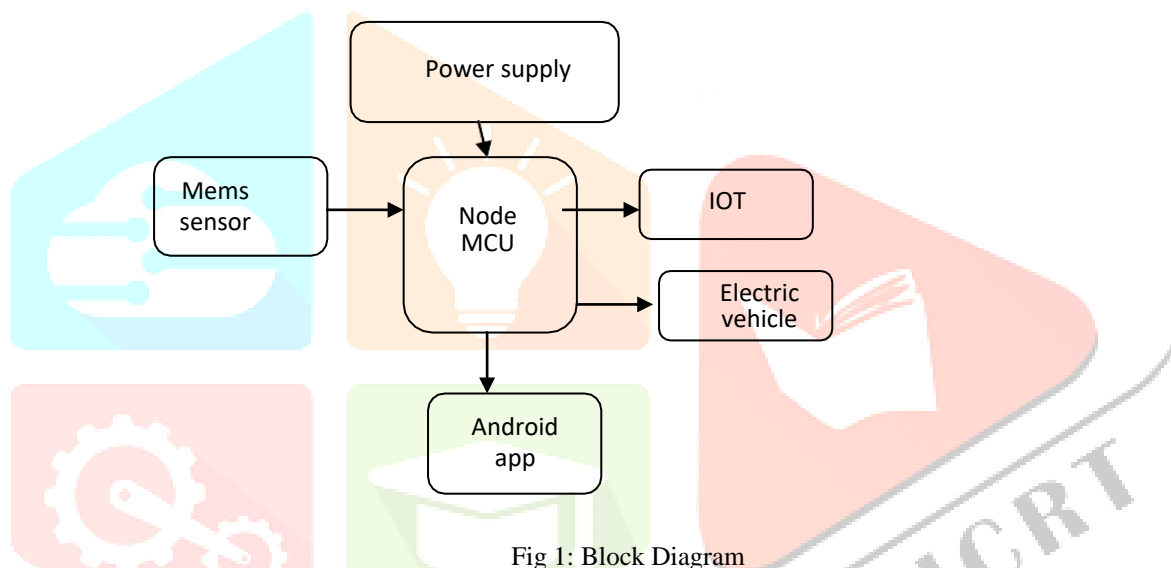 Power supply
Mems
sensor
Node
MCU
IOT
Electric
vehicle
Android
app
Fig 1: Block Diagram